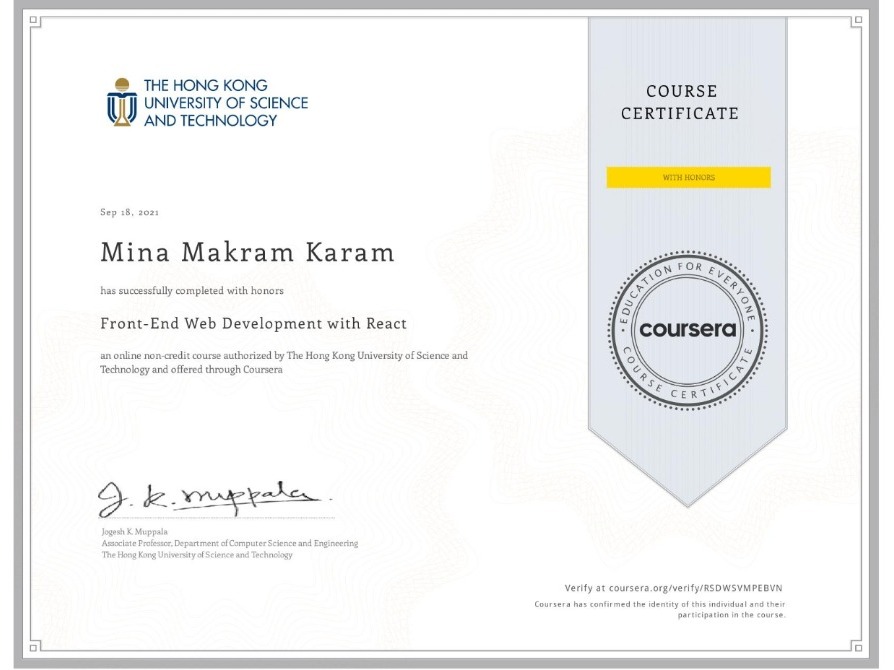 THE HONG KONG
UNIVERSITY OF SCIENCE
AND TECHNOLOGY
COURSE
CERTIFICATE
WITH HONORS
Sep 18, 2021
Mina Makram Karam
has successfully completed with honors
Front-End Web Development with React
an online non-credit course authorized by The Hong Kong University of Science and
Technology and offered through Coursera
EDUCATION FOR EVERYONE
coursera
COURSE CERTIFICATE
J. K. Muppala
Jogesh K. Muppala
Associate Professor, Department of Computer Science and Engineering
The Hong Kong University of Science and Technology
Verify at coursera.org/verify/RSDWSVMPEBVN
Coursera has confirmed the identity of this individual and their
participation in the course.